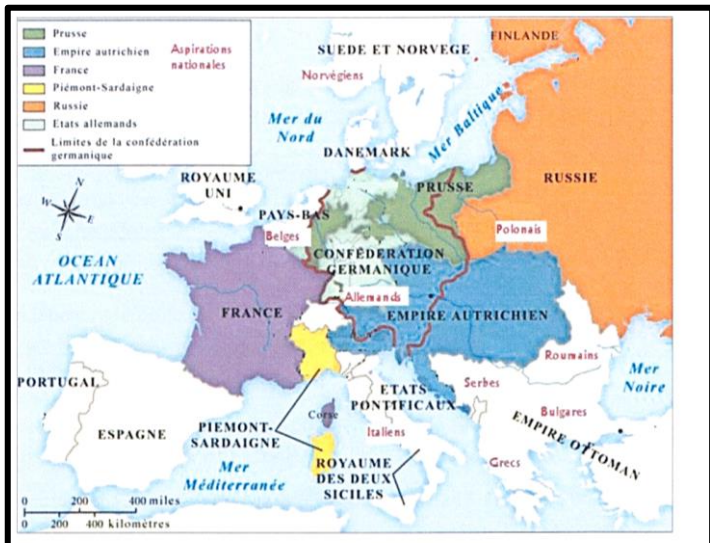 Prusse
Empire autrichien
France
Piémont-Sardaigne
Russie
Etats allemands
Limites de la confédération
germanique
Aspirations
nationales
SUEDE ET NORVEGE
FINLANDE
Norvégiens
Mer du
Nord
Mer Baltique
DANEMARK
ROYAUME
UNI
PRUSSE
RUSSIE
N
W
E
S
PAYS-BAS
Belges
Polonais
OCEAN
ATLANTIQUE
CONFÉDÉRATION
GERMANIQUE
Allemands
FRANCE
EMPIRE AUTRICHIEN
Roumains
Mer
Noire
PORTUGAL
ESPAGNE
Corse
ETATS-
PONTIFICAUX
Serbes
Bulgares
PIEMONT-
SARDAIGNE
Italiens
EMPIRE OTTOMAN
Mer
Méditerranée
ROYAUME
DES DEUX
SICILES
Grecs
0 200 400 miles
0 200 400 kilomètres